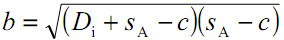 b = √((Dᵢ + s_A − c)(s_A − c))